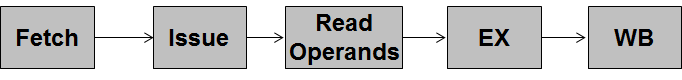 Fetch
Issue
Read
Operands
EX
WB